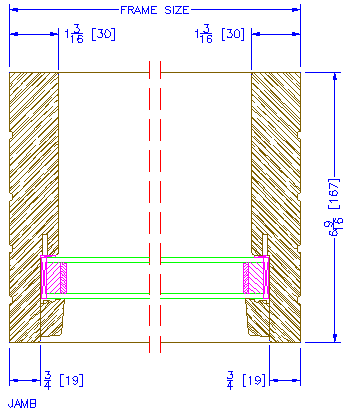 FRAME SIZE
1 3/16 [30]
1 3/16 [30]
6 9/16 [167]
3/4 [19]
3/4 [19]
JAMB